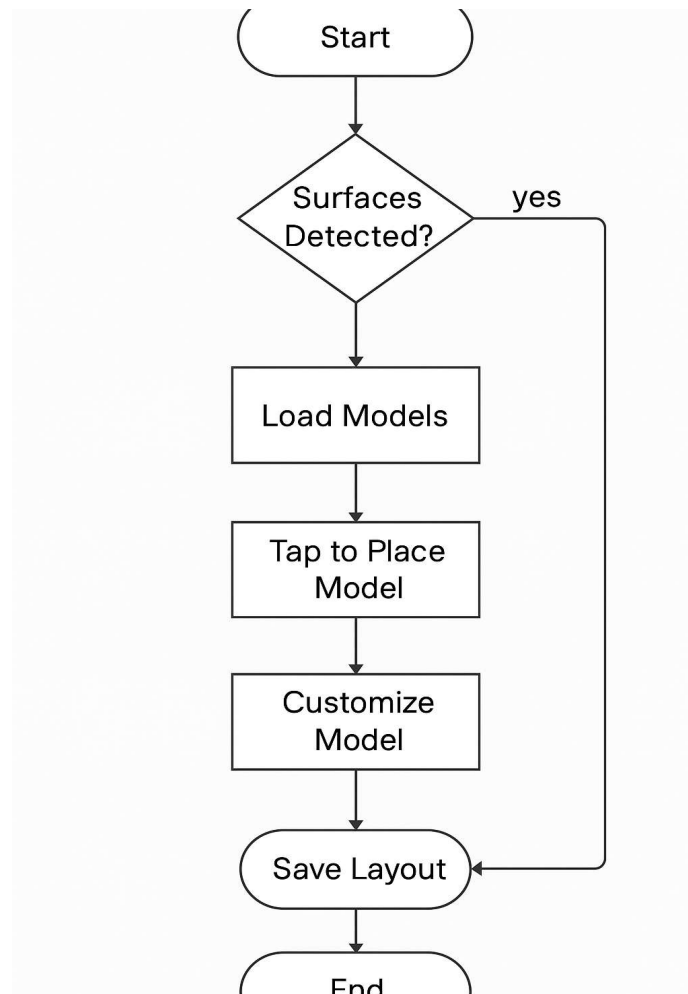 Start
Surfaces
Detected?
yes
Load Models
Tap to Place
Model
Customize
Model
Save Layout
End